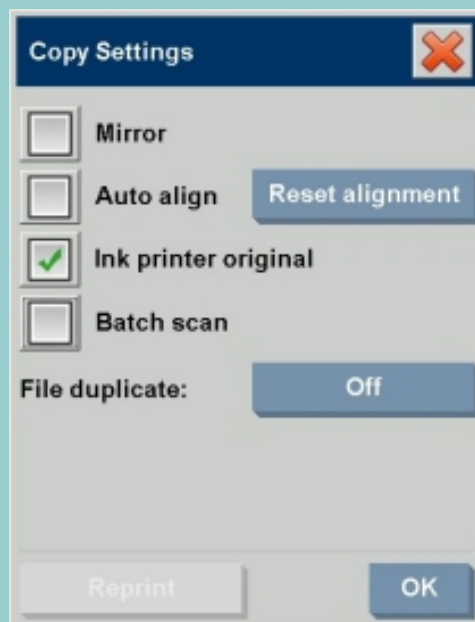 Copy Settings
Mirror
Auto align Reset alignment
Ink printer original
Batch scan
File duplicate: Off
Reprint OK